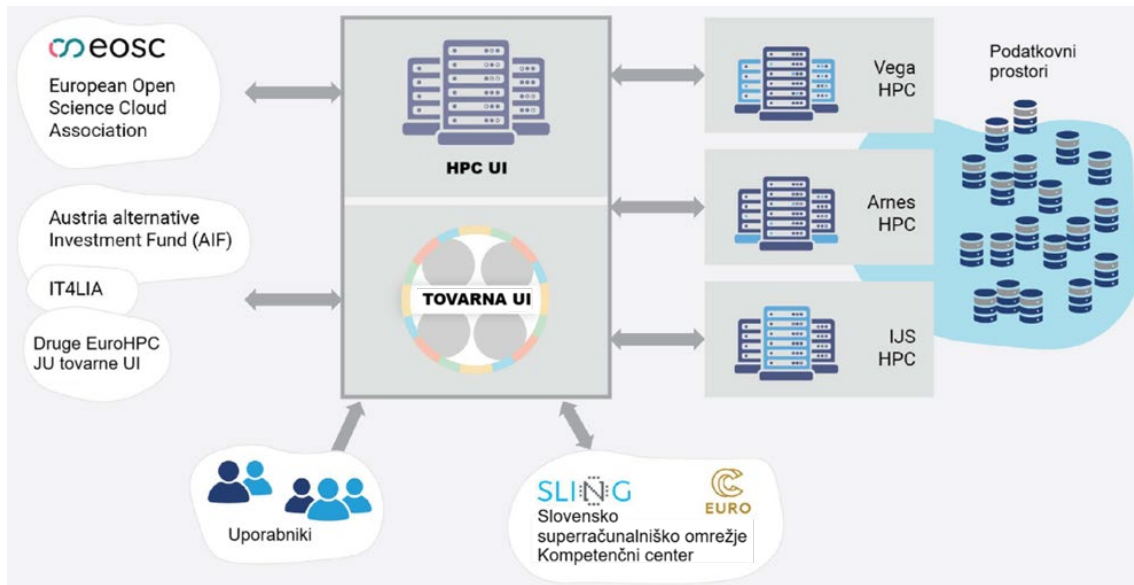 eosc
European Open
Science Cloud
Association
Austria alternative
Investment Fund (AIF)
IT4LIA
Druge EuroHPC
JU tovarne UI
HPC UI
TOVARNA UI
Vega
HPC
Arnes
HPC
IJS
HPC
Podatkovni
prostori
Uporabniki
SLING
Slovensko
superračunalniško omrežje
Kompetenčni center
EURO